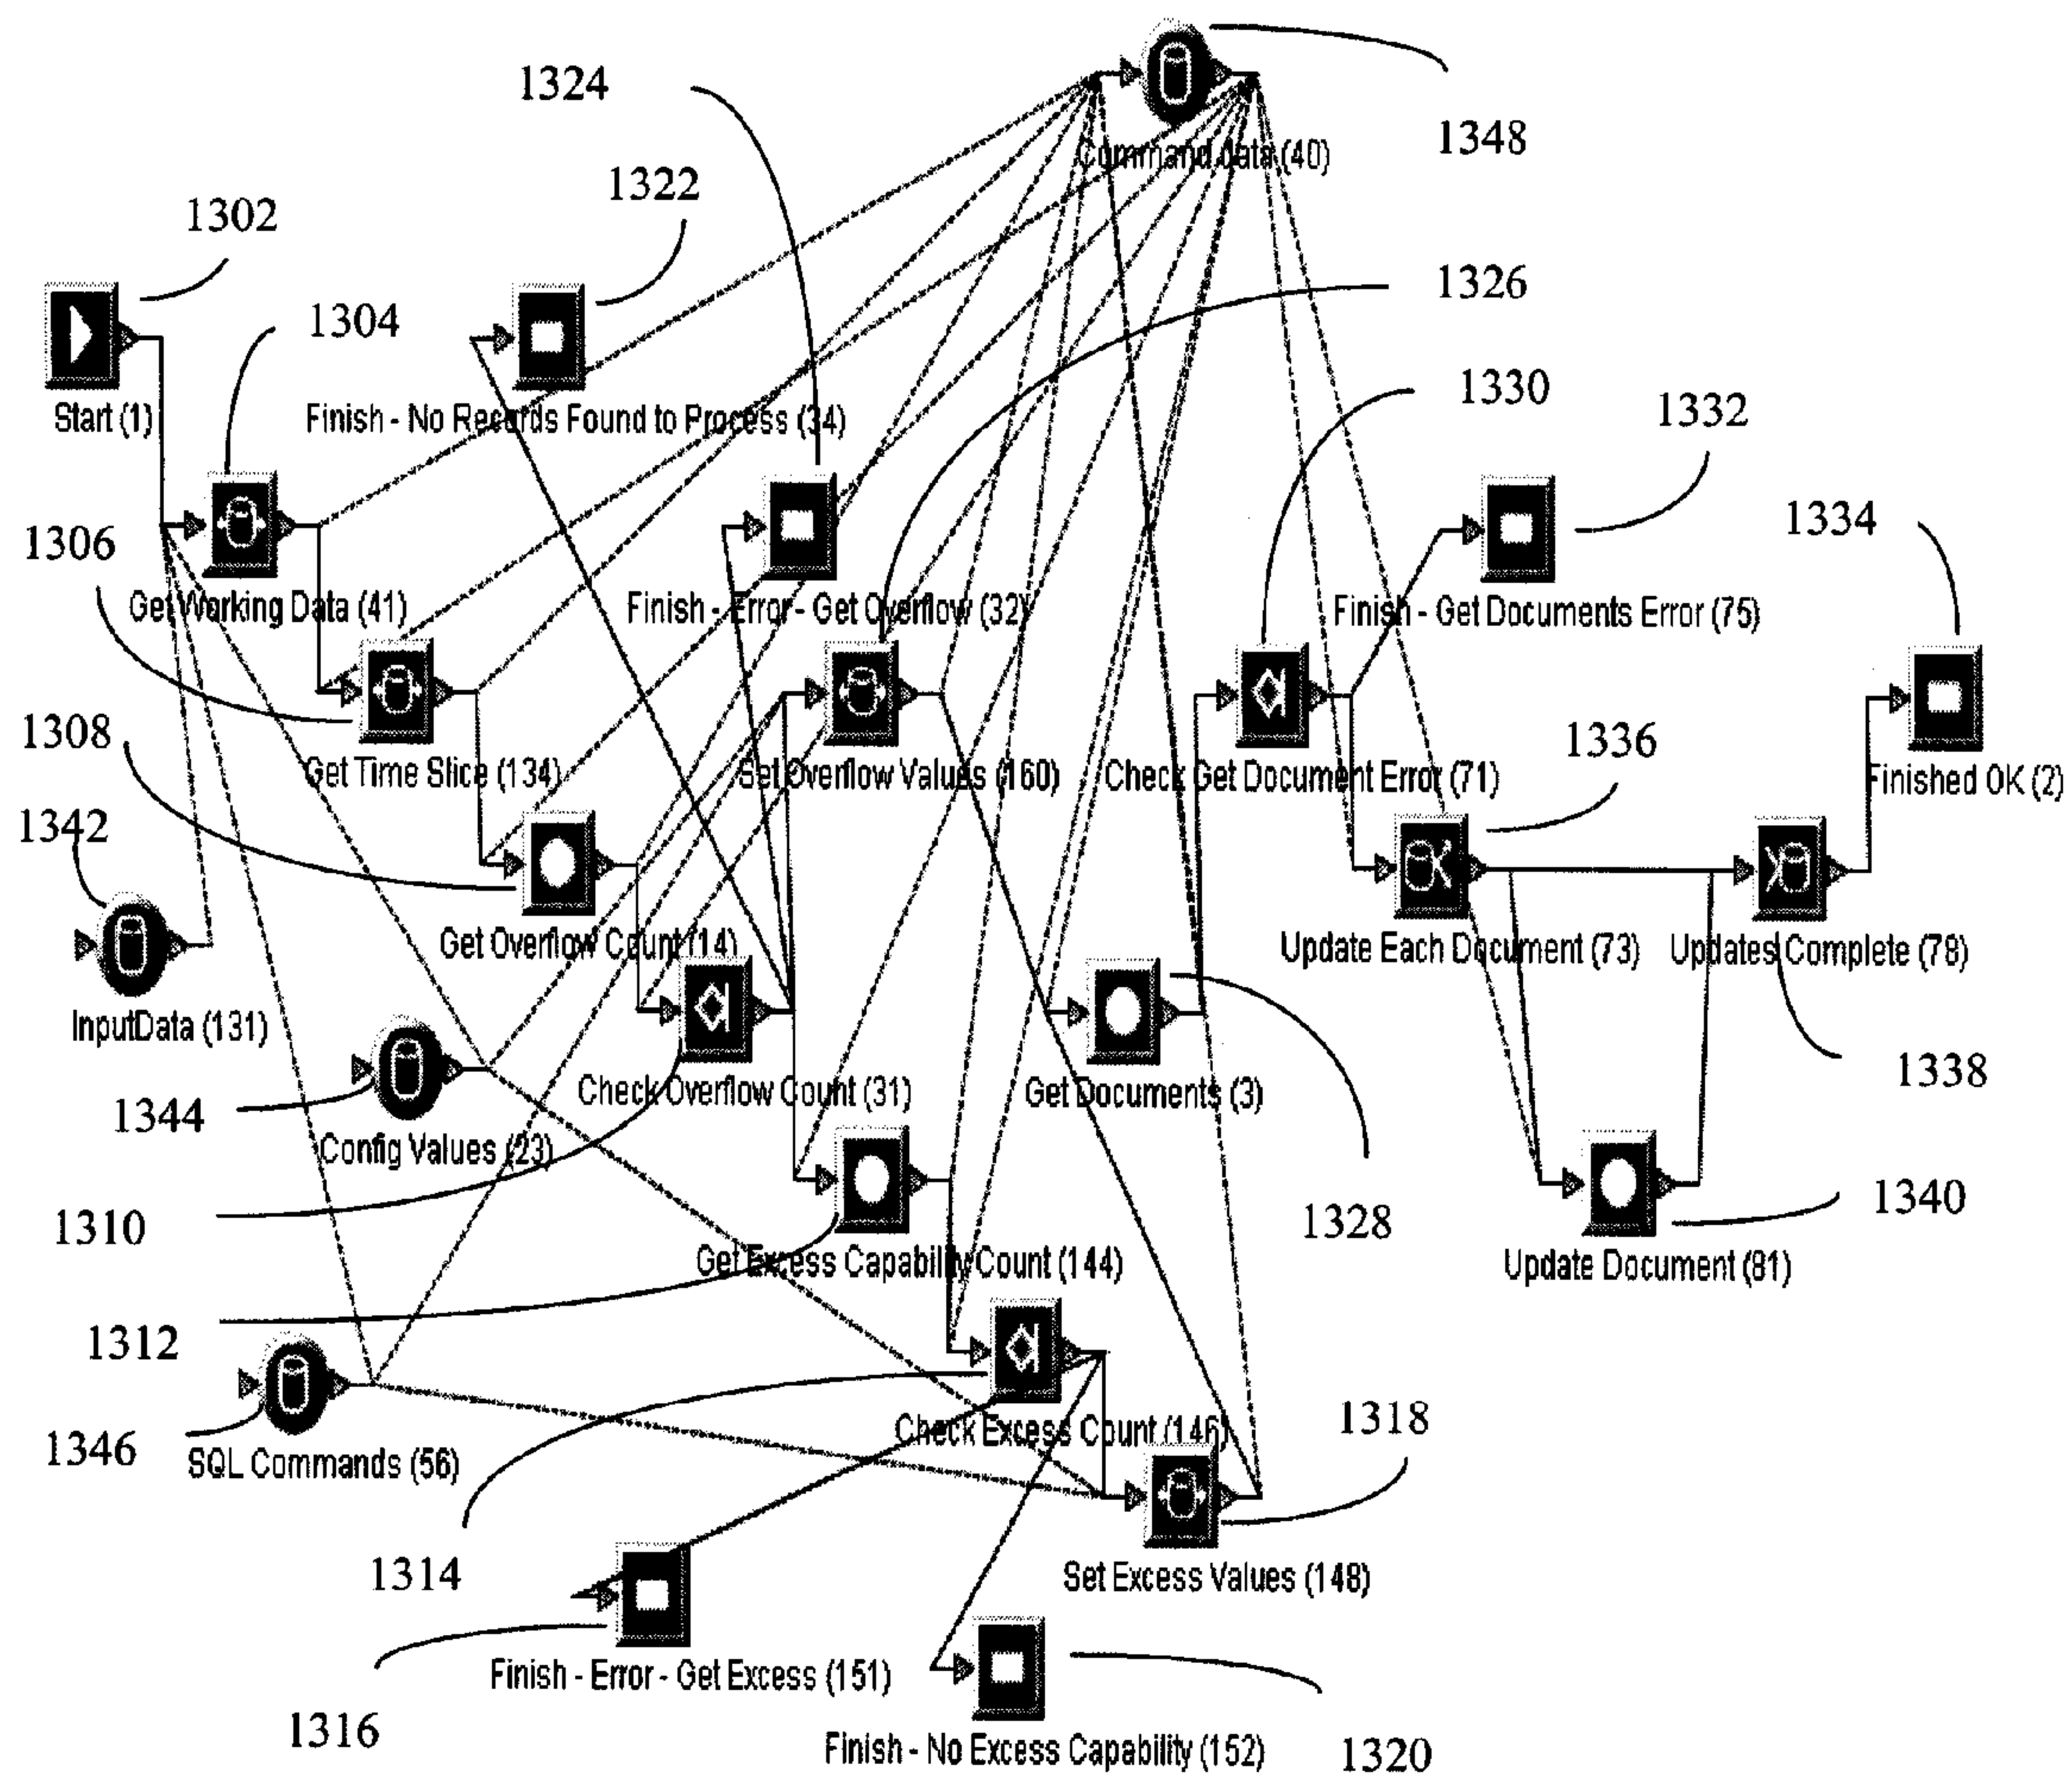 1324
1348
Command data (40)
1322
1302
1326
1304
1330
1332
Start (1)
Finish - No Records Found to Process (34)
1334
1306
Get Working Data (41)
Finish - Error - Get Overflow (32)
Finish - Get Documents Error (75)
1308
1336
Get Time Slice (134)
Set Overflow Values (160)
Check Get Document Error (71)
Finished OK (2)
1342
Get Overflow Count (14)
Update Each Document (73)
Updates Complete (78)
InputData (131)
1338
1344
Check Overflow Count (31)
Get Documents (3)
Config Values (23)
1310
1328
1340
Get Excess Capability Count (144)
Update Document (81)
1312
1318
Check Excess Count (146)
1346
SQL Commands (56)
1314
Set Excess Values (148)
Finish - Error - Get Excess (151)
1316
Finish - No Excess Capability (152)
1320